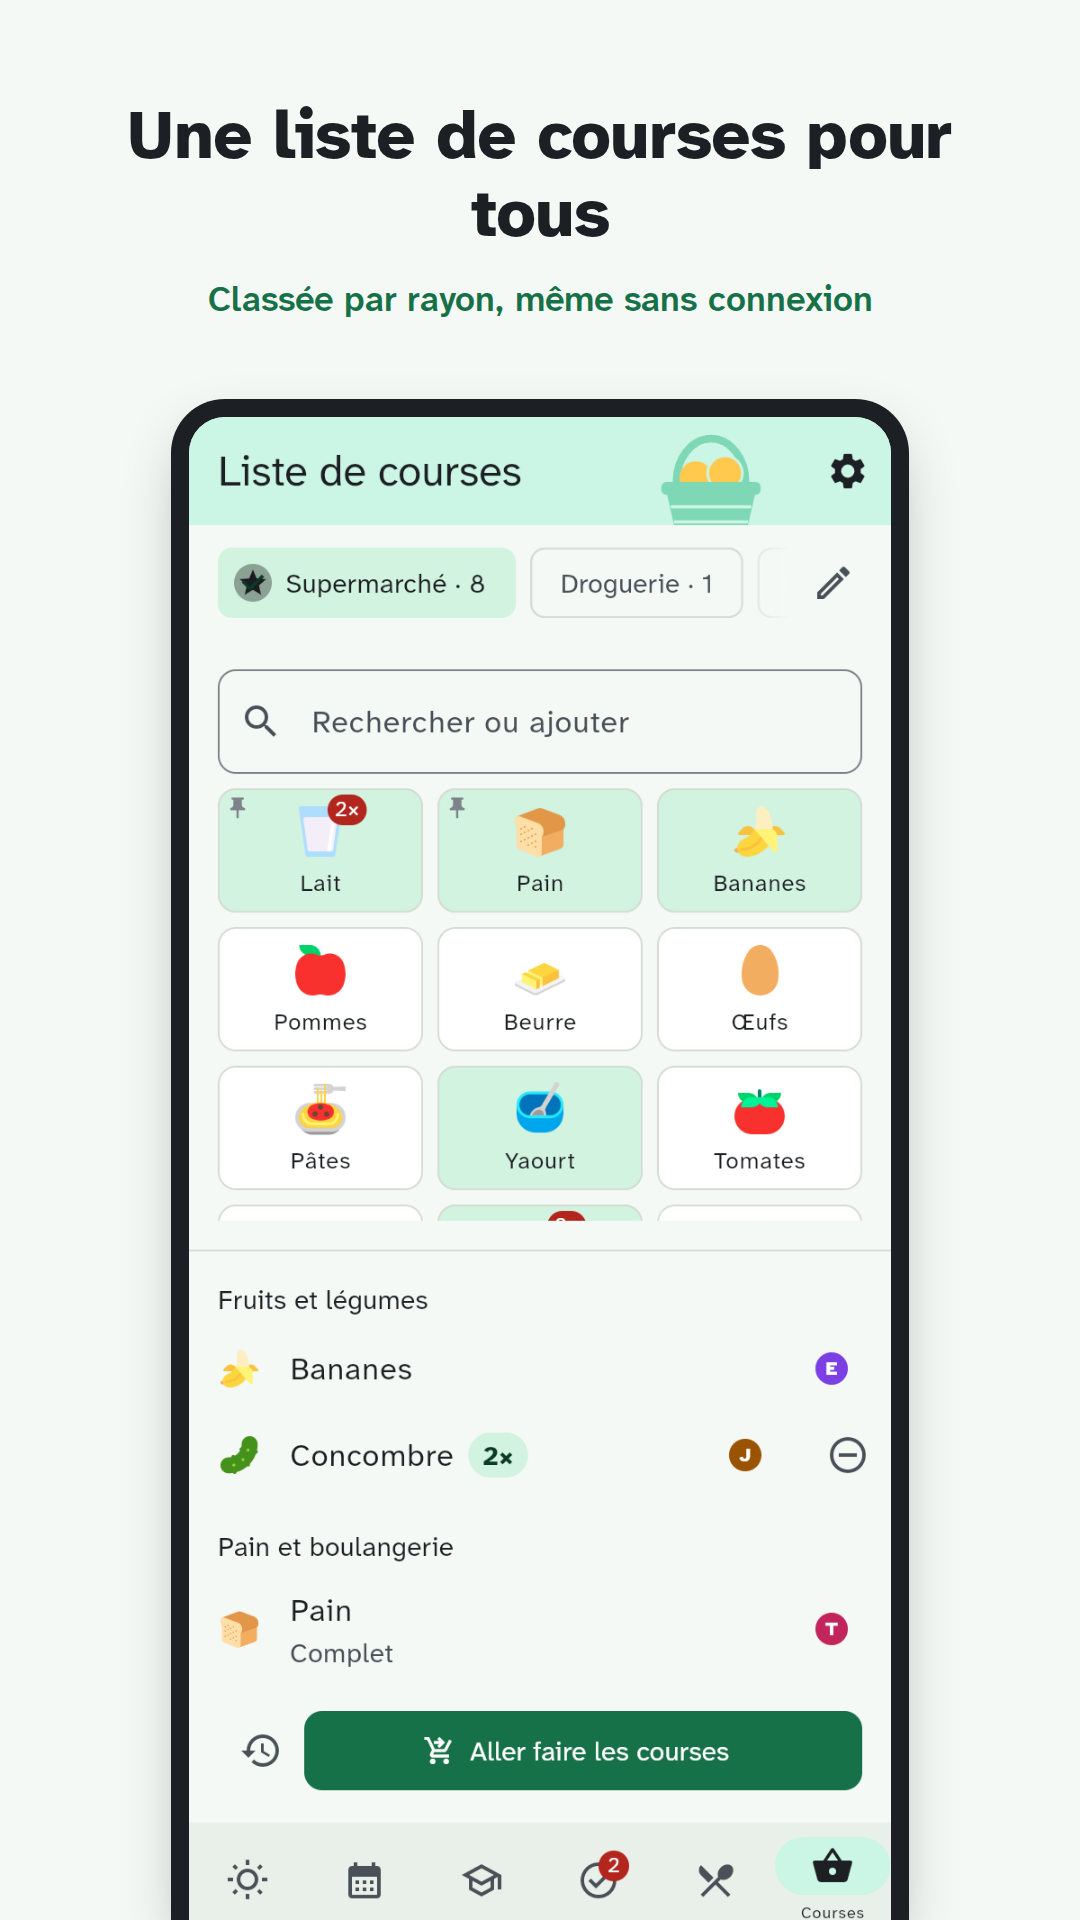 Une liste de courses pour
tous
Classée par rayon, même sans connexion
Liste de courses
Supermarché · 8
Droguerie · 1
Rechercher ou ajouter
2×
Lait
Pain
Bananes
Pommes
Beurre
Œufs
Pâtes
Yaourt
Tomates
Fruits et légumes
Bananes
E
Concombre 2×
J
Pain et boulangerie
Pain
Complet
T
Aller faire les courses
2
Courses